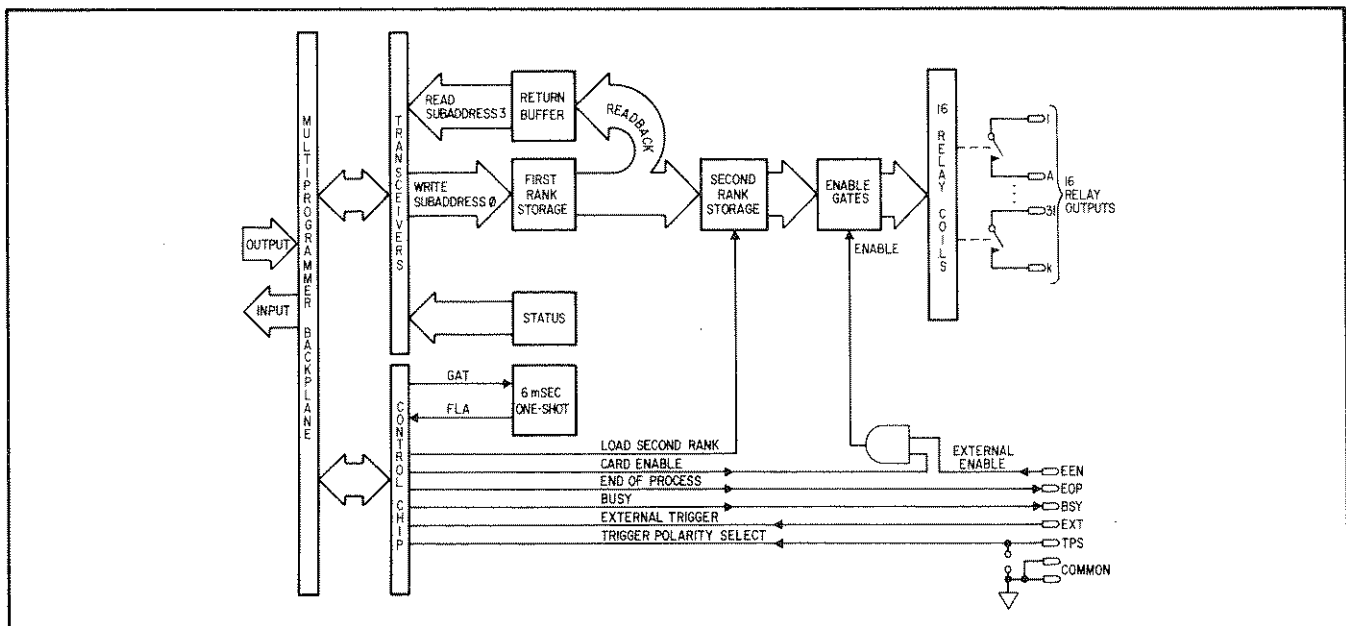 MULTIPROGRAMMER BACKPLANE
OUTPUT
INPUT
TRANSCEIVERS
READ
SUBADDRESS 3
RETURN
BUFFER
READBACK
WRITE
SUBADDRESS Ø
FIRST
RANK
STORAGE
SECOND
RANK
STORAGE
ENABLE
GATES
ENABLE
16 RELAY COILS
1
A
31
k
16
RELAY
OUTPUTS
STATUS
CONTROL CHIP
GAT
FLA
6 mSEC
ONE-SHOT
LOAD SECOND RANK
CARD ENABLE
END OF PROCESS
BUSY
EXTERNAL TRIGGER
TRIGGER POLARITY SELECT
EXTERNAL
ENABLE
EEN
EOP
BSY
EXT
TPS
COMMON